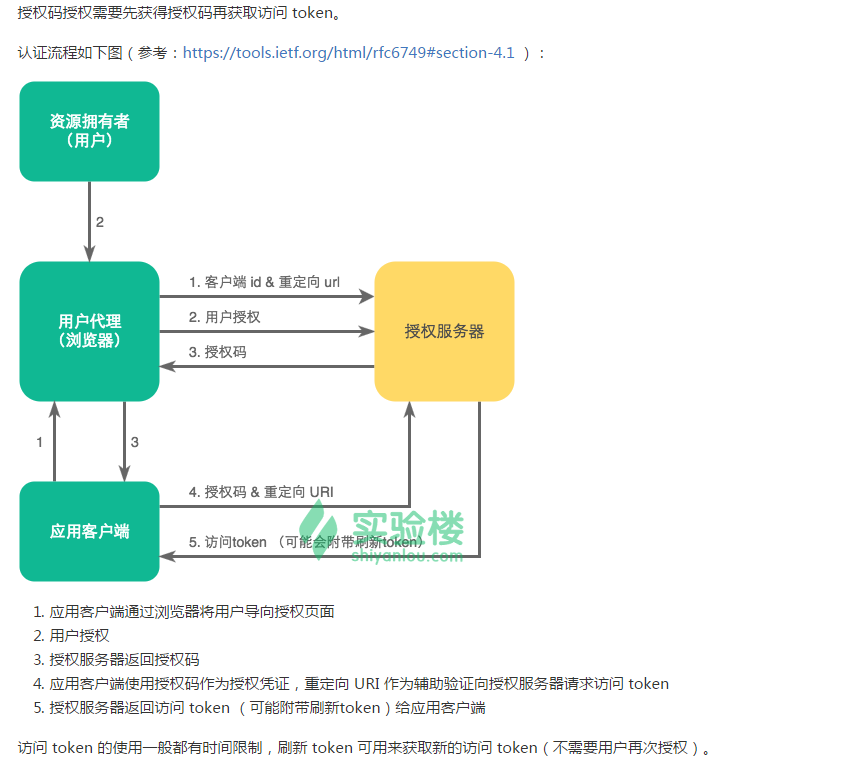 授权码授权需要先获得授权码再获取访问 token。
认证流程如下图（参考：https://tools.ietf.org/html/rfc6749#section-4.1 ）：
资源拥有者
（用户）
2
1. 客户端 id & 重定向 url
用户代理
（浏览器）
2. 用户授权
授权服务器
3. 授权码
1
3
4. 授权码 & 重定向 URI
应用客户端
实验楼
5. 访问token （可能会附带刷新token）
shiyanlou.com
1. 应用客户端通过浏览器将用户导向授权页面
2. 用户授权
3. 授权服务器返回授权码
4. 应用客户端使用授权码作为授权凭证，重定向 URI 作为辅助验证向授权服务器请求访问 token
5. 授权服务器返回访问 token （可能附带刷新token）给应用客户端
访问 token 的使用一般都有时间限制，刷新 token 可用来获取新的访问 token（不需要用户再次授权）。